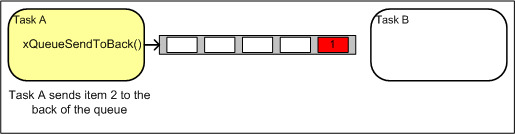 Task A
Task B
xQueueSendToBack()
1
Task A sends item 2 to the
back of the queue